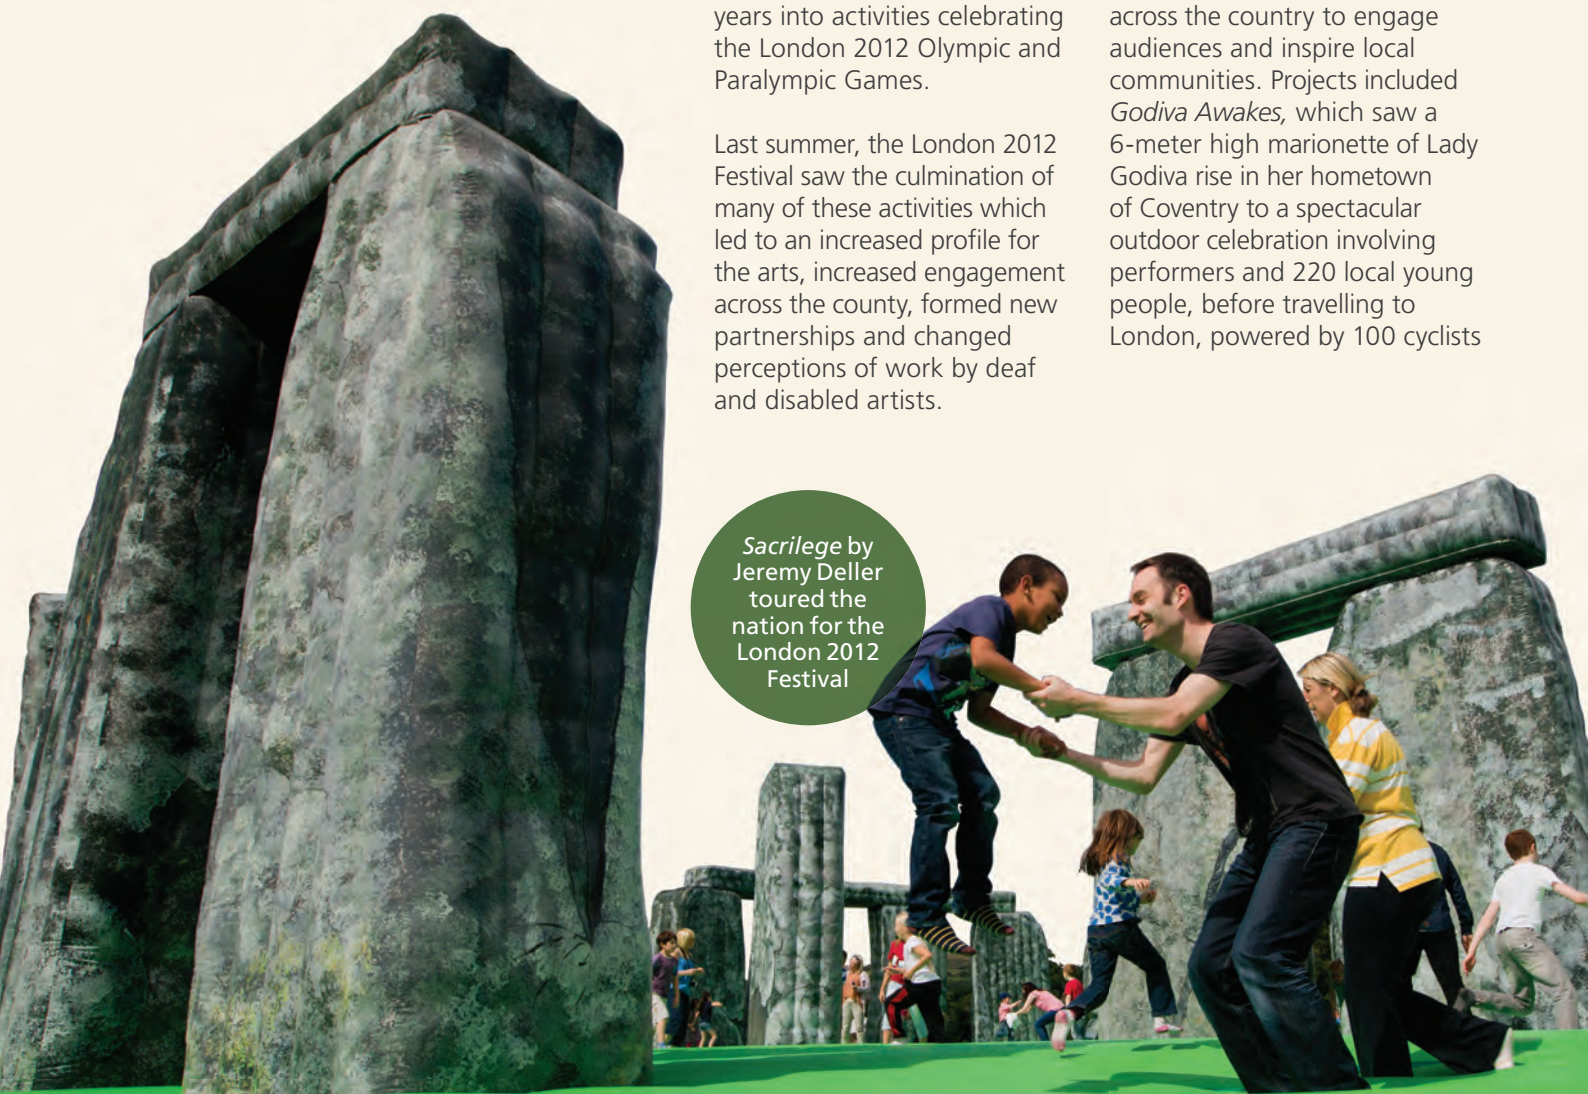 years into activities celebrating
the London 2012 Olympic and
Paralympic Games.
Last summer, the London 2012
Festival saw the culmination of
many of these activities which
led to an increased profile for
the arts, increased engagement
across the county, formed new
partnerships and changed
perceptions of work by deaf
and disabled artists.
across the country to engage
audiences and inspire local
communities. Projects included
Godiva Awakes, which saw a
6-meter high marionette of Lady
Godiva rise in her hometown
of Coventry to a spectacular
outdoor celebration involving
performers and 220 local young
people, before travelling to
London, powered by 100 cyclists
Sacrilege by
Jeremy Deller
toured the
nation for the
London 2012
Festival